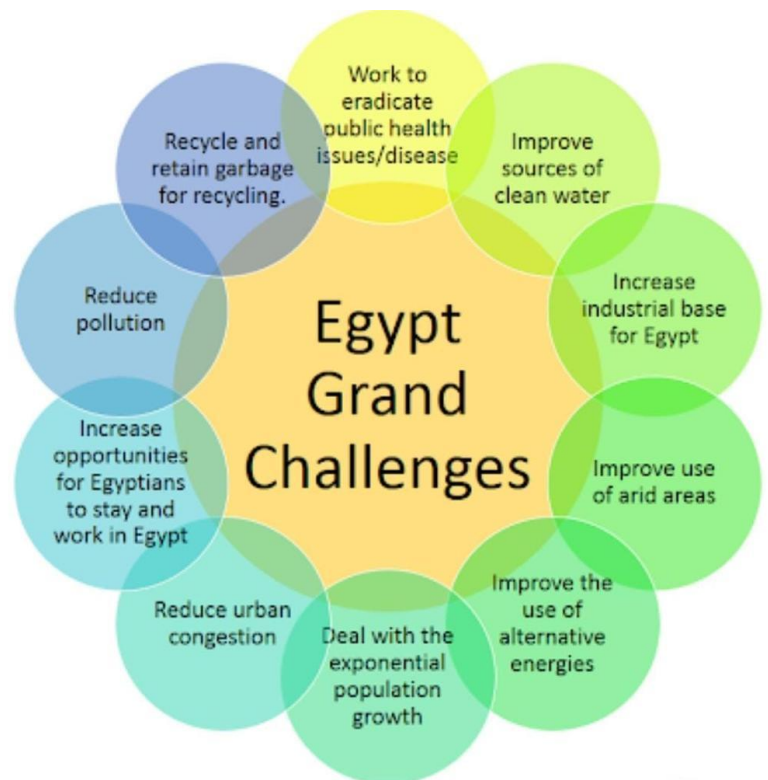 Work to
eradicate
public health
issues/disease
Improve
sources of
clean water
Increase
industrial base
for Egypt
Improve use
of arid areas
Improve the
use of
alternative
energies
Deal with the
exponential
population
growth
Reduce urban
congestion
Increase
opportunities
for Egyptians
to stay and
work in Egypt
Reduce
pollution
Recycle and
retain garbage
for recycling.
Egypt
Grand
Challenges